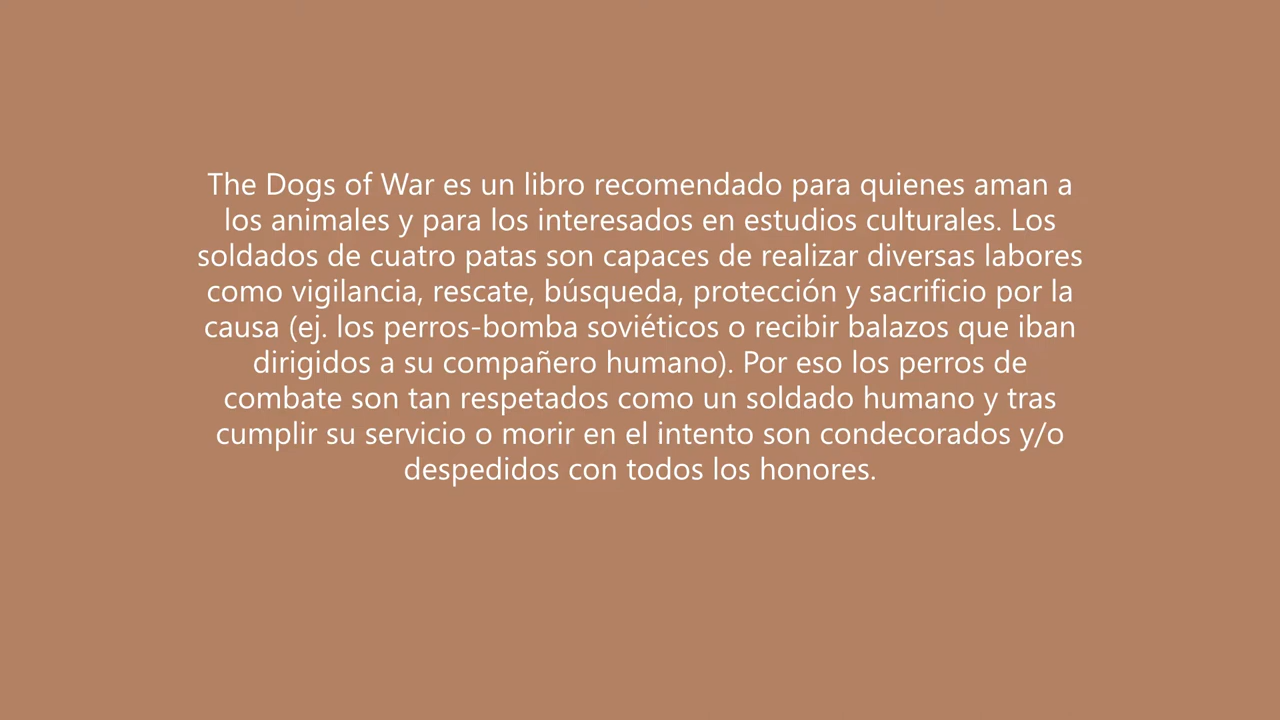 The Dogs of War es un libro recomendado para quienes aman a
los animales y para los interesados en estudios culturales. Los
soldados de cuatro patas son capaces de realizar diversas labores
como vigilancia, rescate, búsqueda, protección y sacrificio por la
causa (ej. los perros-bomba soviéticos o recibir balazos que iban
dirigidos a su compañero humano). Por eso los perros de
combate son tan respetados como un soldado humano y tras
cumplir su servicio o morir en el intento son condecorados y/o
despedidos con todos los honores.